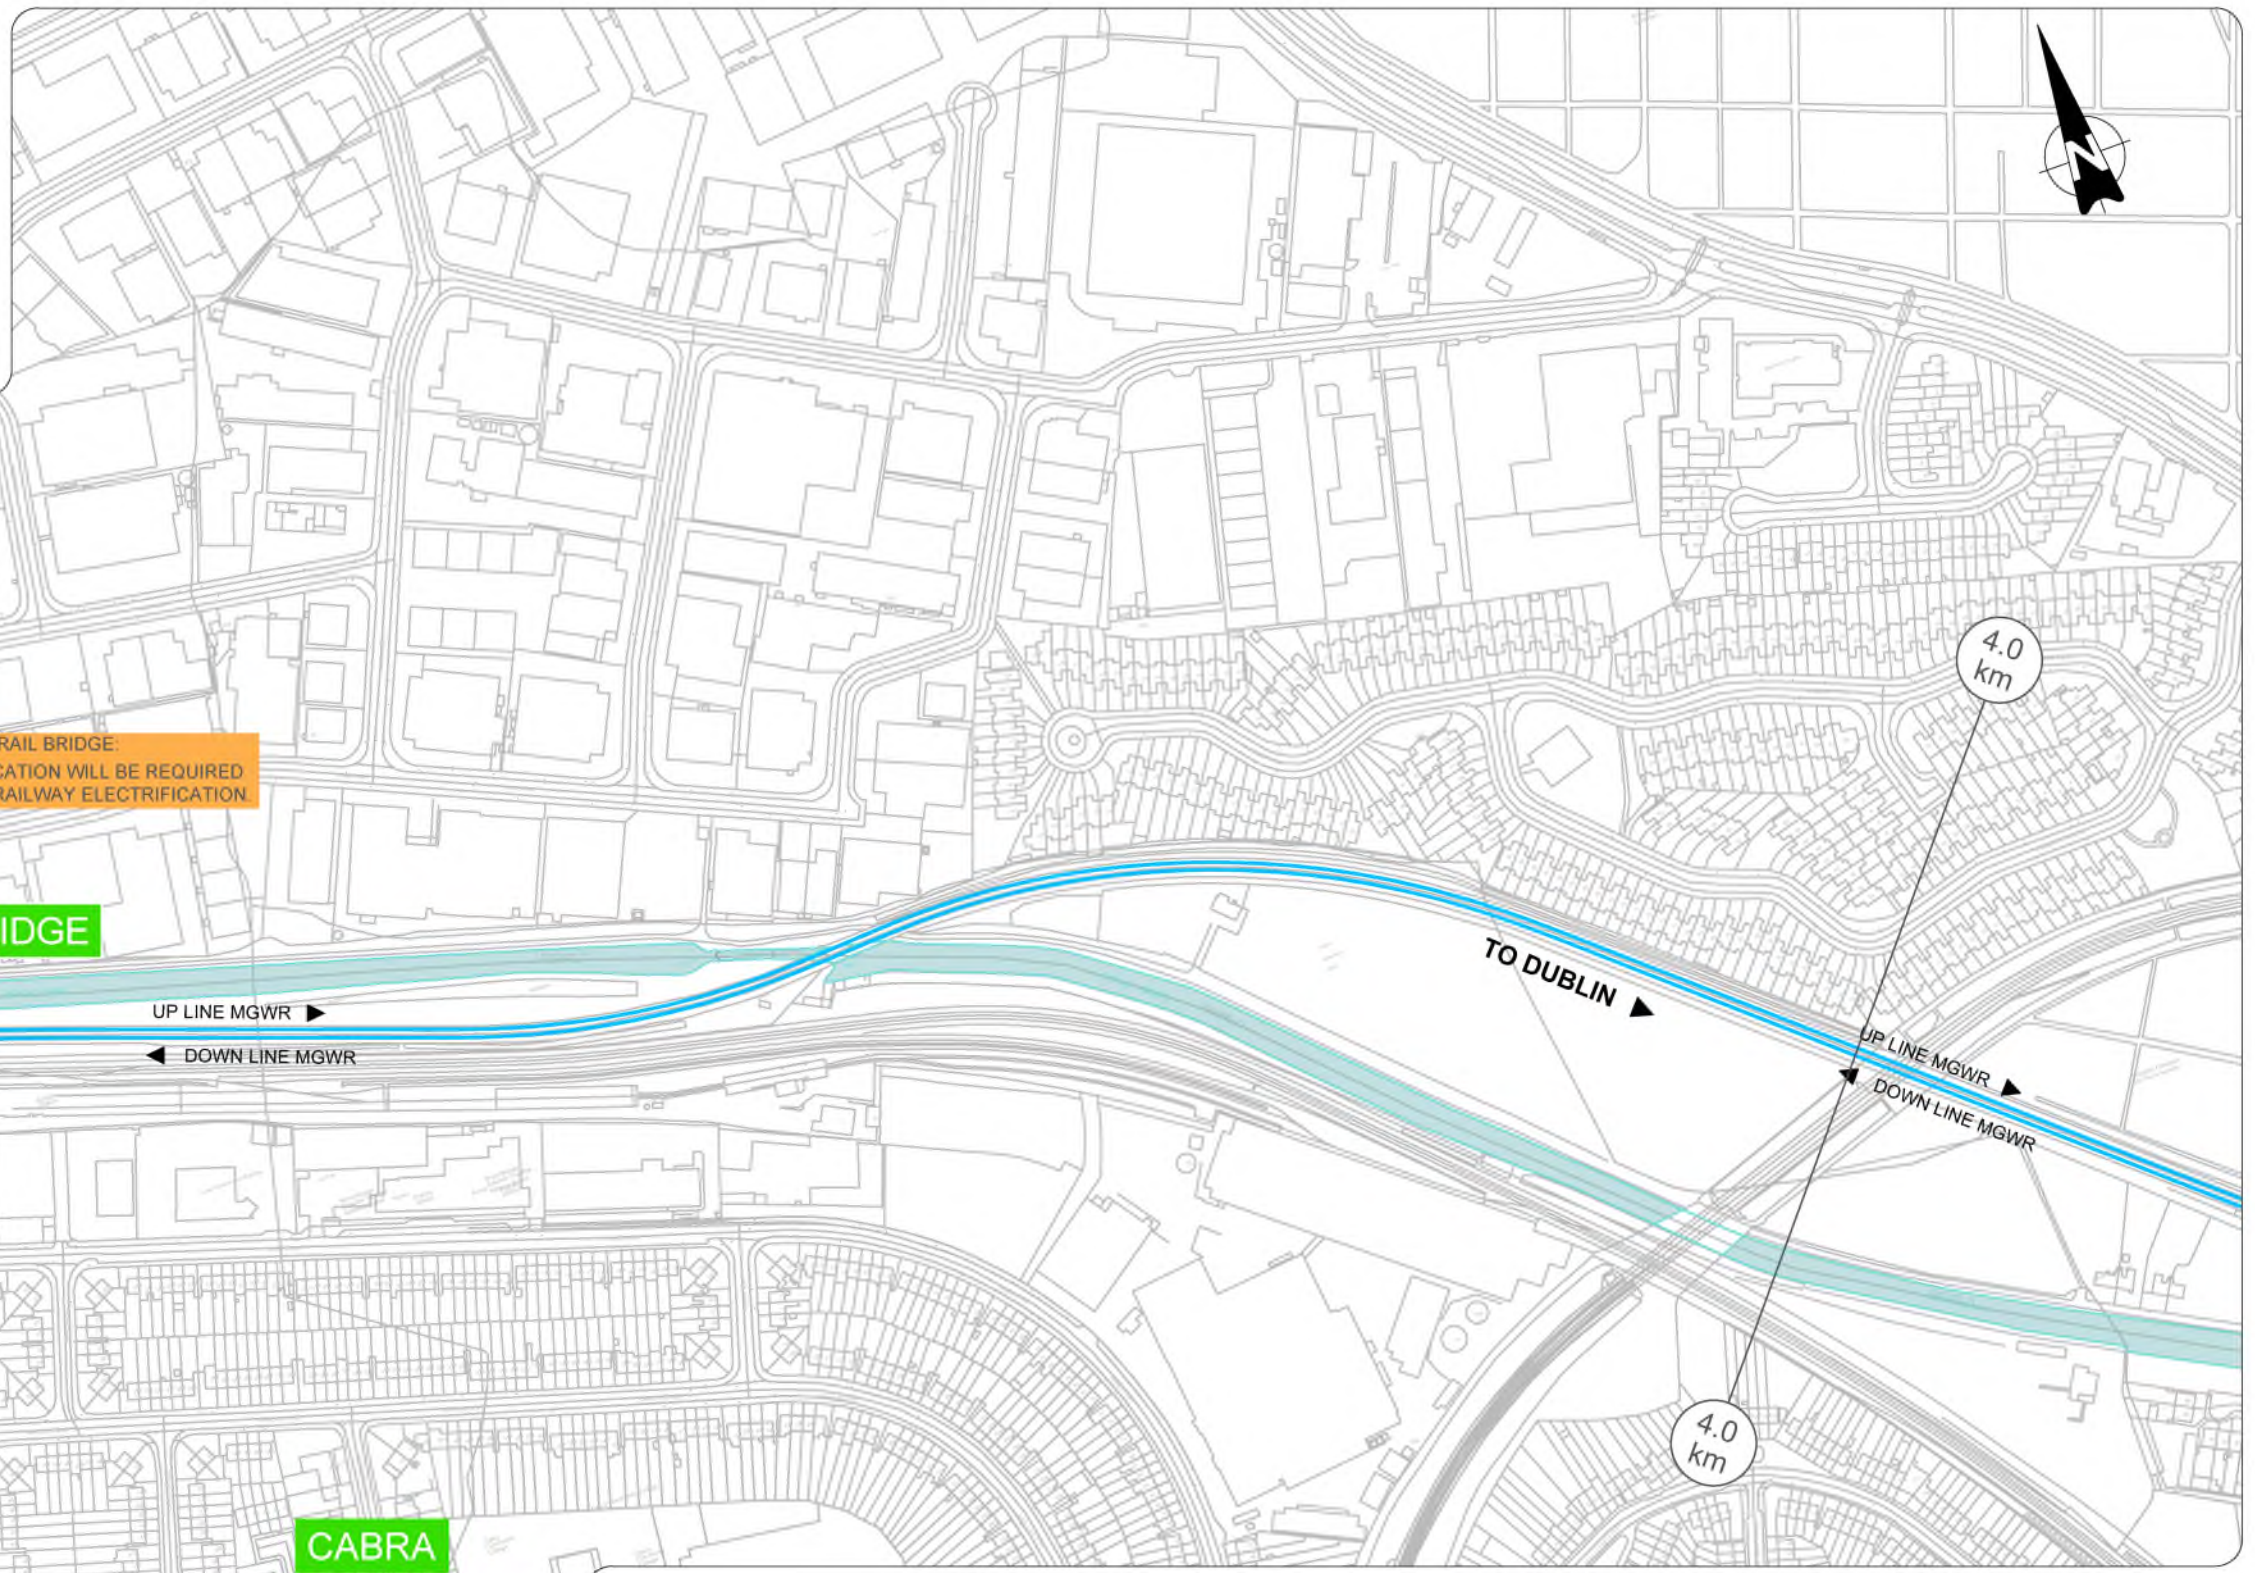 4.0
km
RAIL BRIDGE:
CATION WILL BE REQUIRED
RAILWAY ELECTRIFICATION.
IDGE
TO DUBLIN
UP LINE MGWR
DOWN LINE MGWR
UP LINE MGWR
DOWN LINE MGWR
4.0
km
CABRA